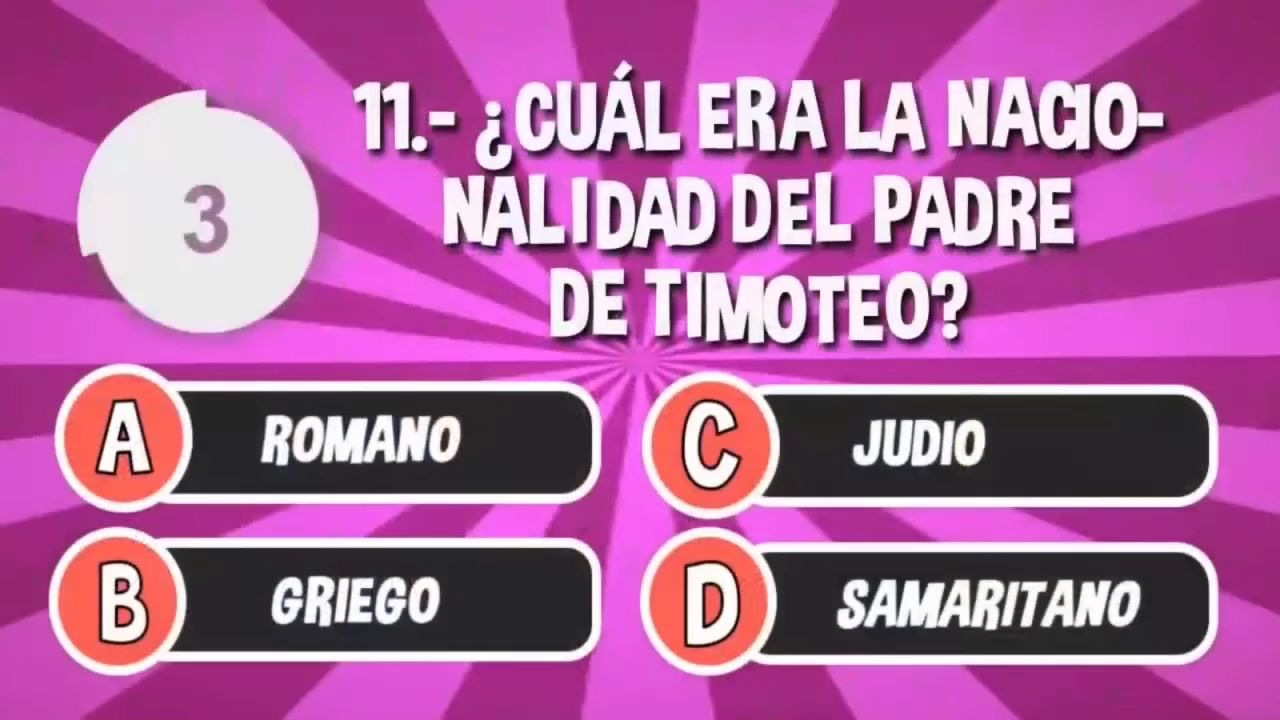 3
11.- ¿CUÁL ERA LA NACIO-
NALIDAD DEL PADRE
DE TIMOTEO?
A ROMANO
C JUDIO
B GRIEGO
D SAMARITANO